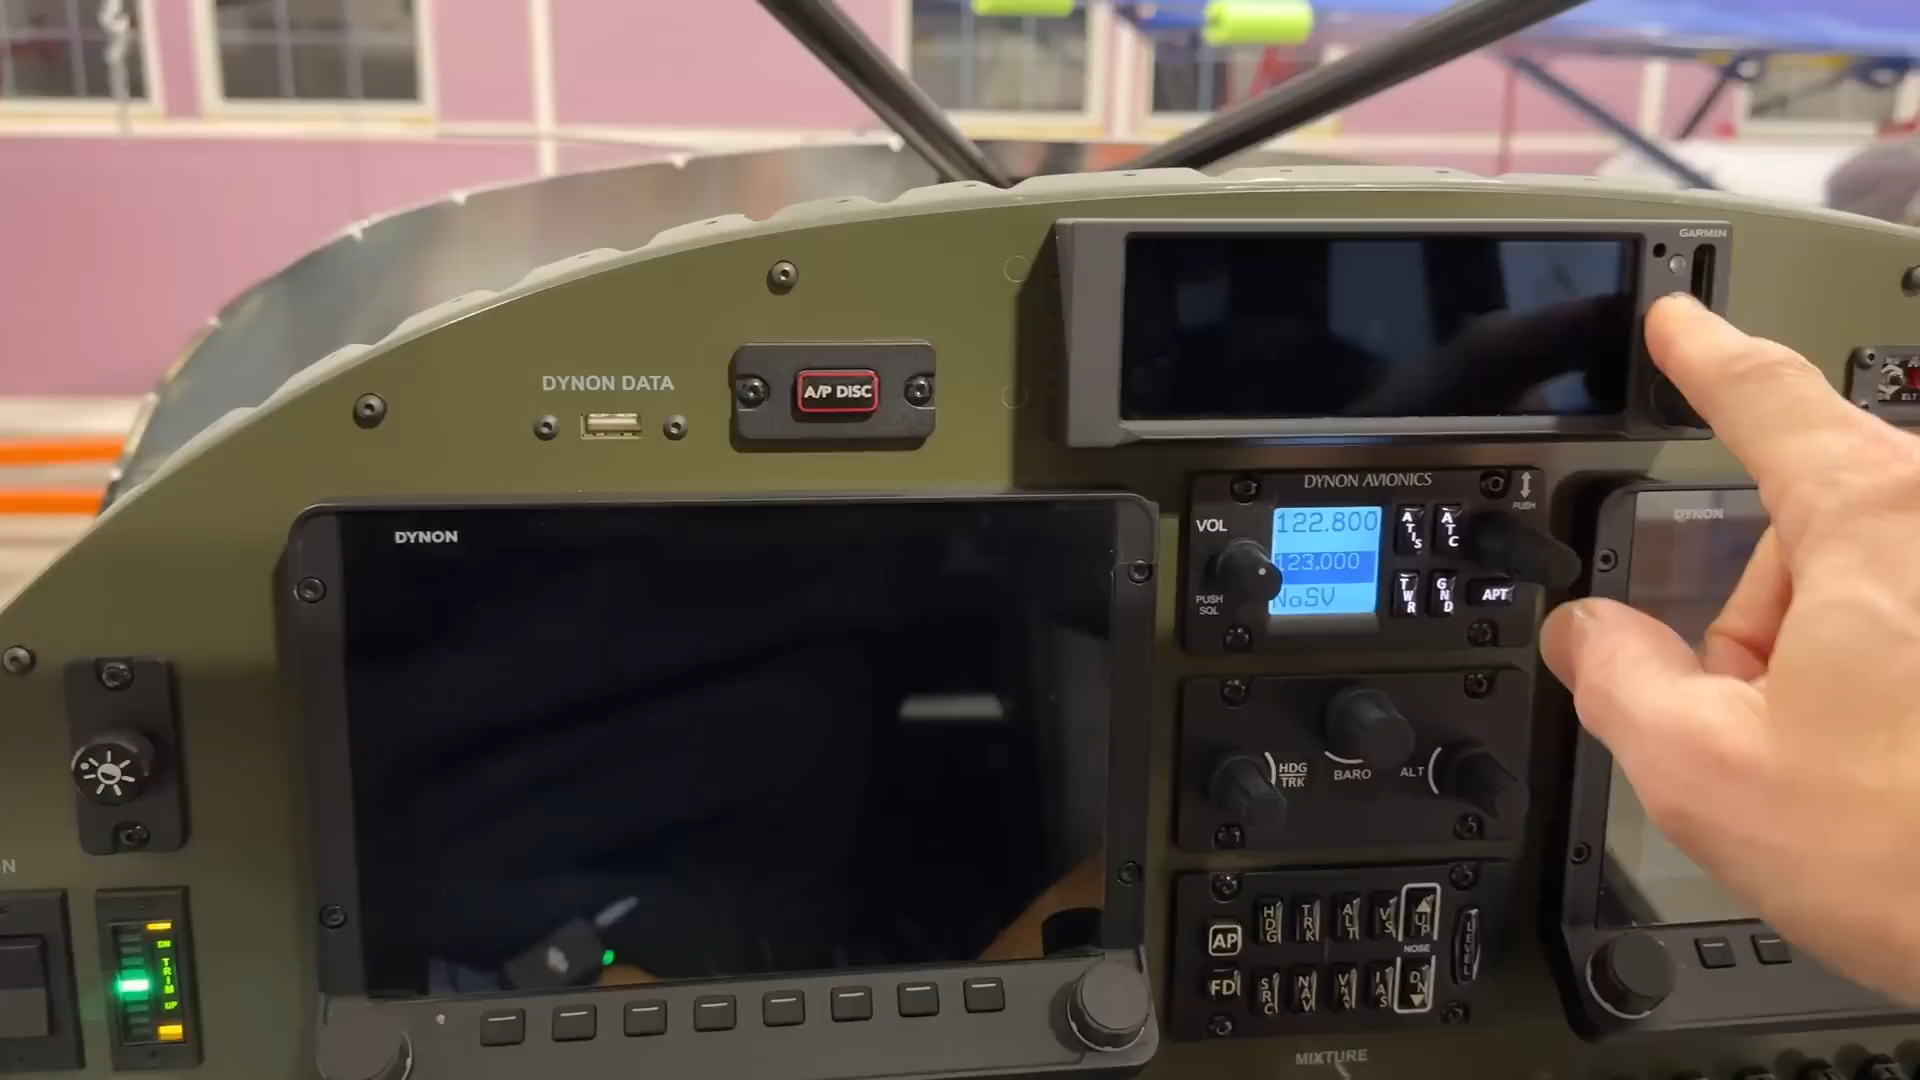 GARMIN
DYNON DATA
A/P DISC
ELT
DYNON AVIONICS
PUSH
VOL
PUSH
SQL
122.800
123.000
NoSV
ATIS
ATC
TWR
GND
APT
DYNON
DYNON
HDG
TRK
BARO
ALT
AP
HDG
TRK
ALT
VS
UP
NOSE
LEVEL
FD
SRC
NAV
VNAV
IAS
DN
DN
TRIM
UP
MIXTURE